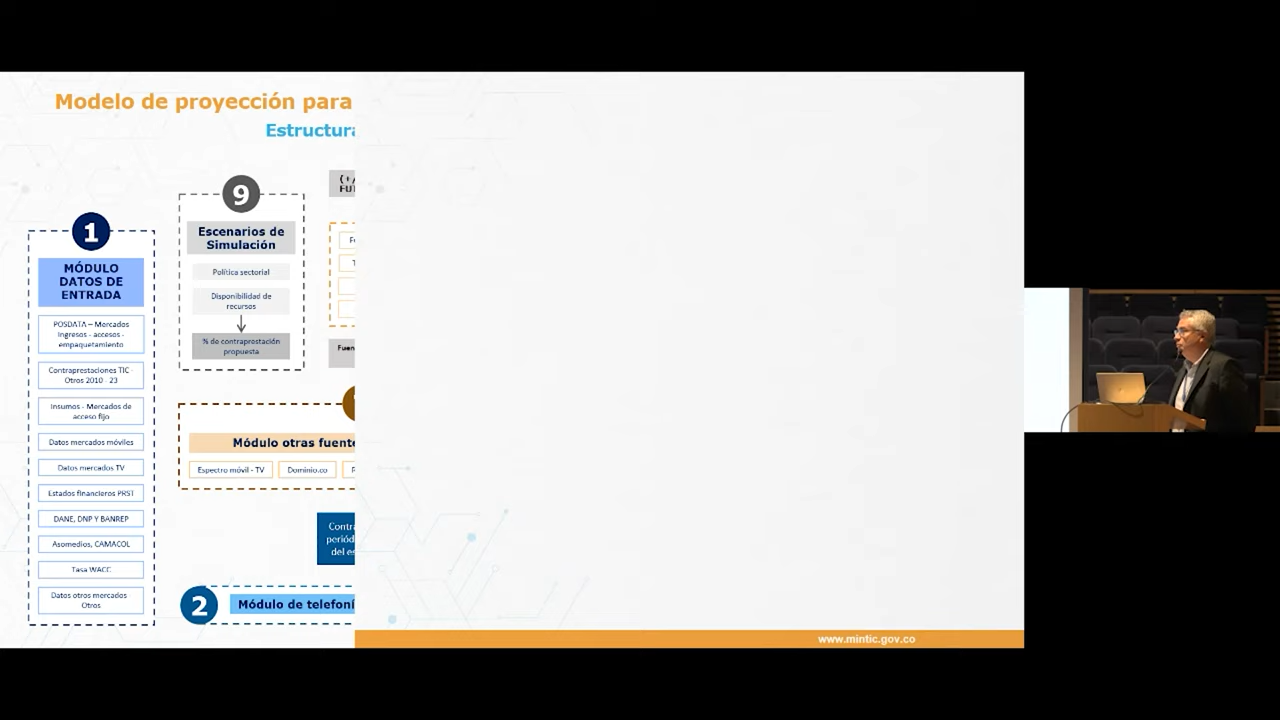 Modelo de proyección para
Estructura
1
MÓDULO
DATOS DE
ENTRADA
POSDATA – Mercados
Ingresos - accesos -
empaquetamiento
Contraprestaciones TIC -
Otros 2010 - 23
Insumos - Mercados de
acceso fijo
Datos mercados móviles
Datos mercados TV
Estados financieros PRST
DANE, DNP Y BANREP
Asomedios, CAMACOL
Tasa WACC
Datos otros mercados
Otros
9
Escenarios de
Simulación
Política sectorial
Disponibilidad de
recursos
% de contraprestación
propuesta
Módulo otras fuente
Espectro móvil - TV
Dominio.co
2
Módulo de telefoní
www.mintic.gov.co